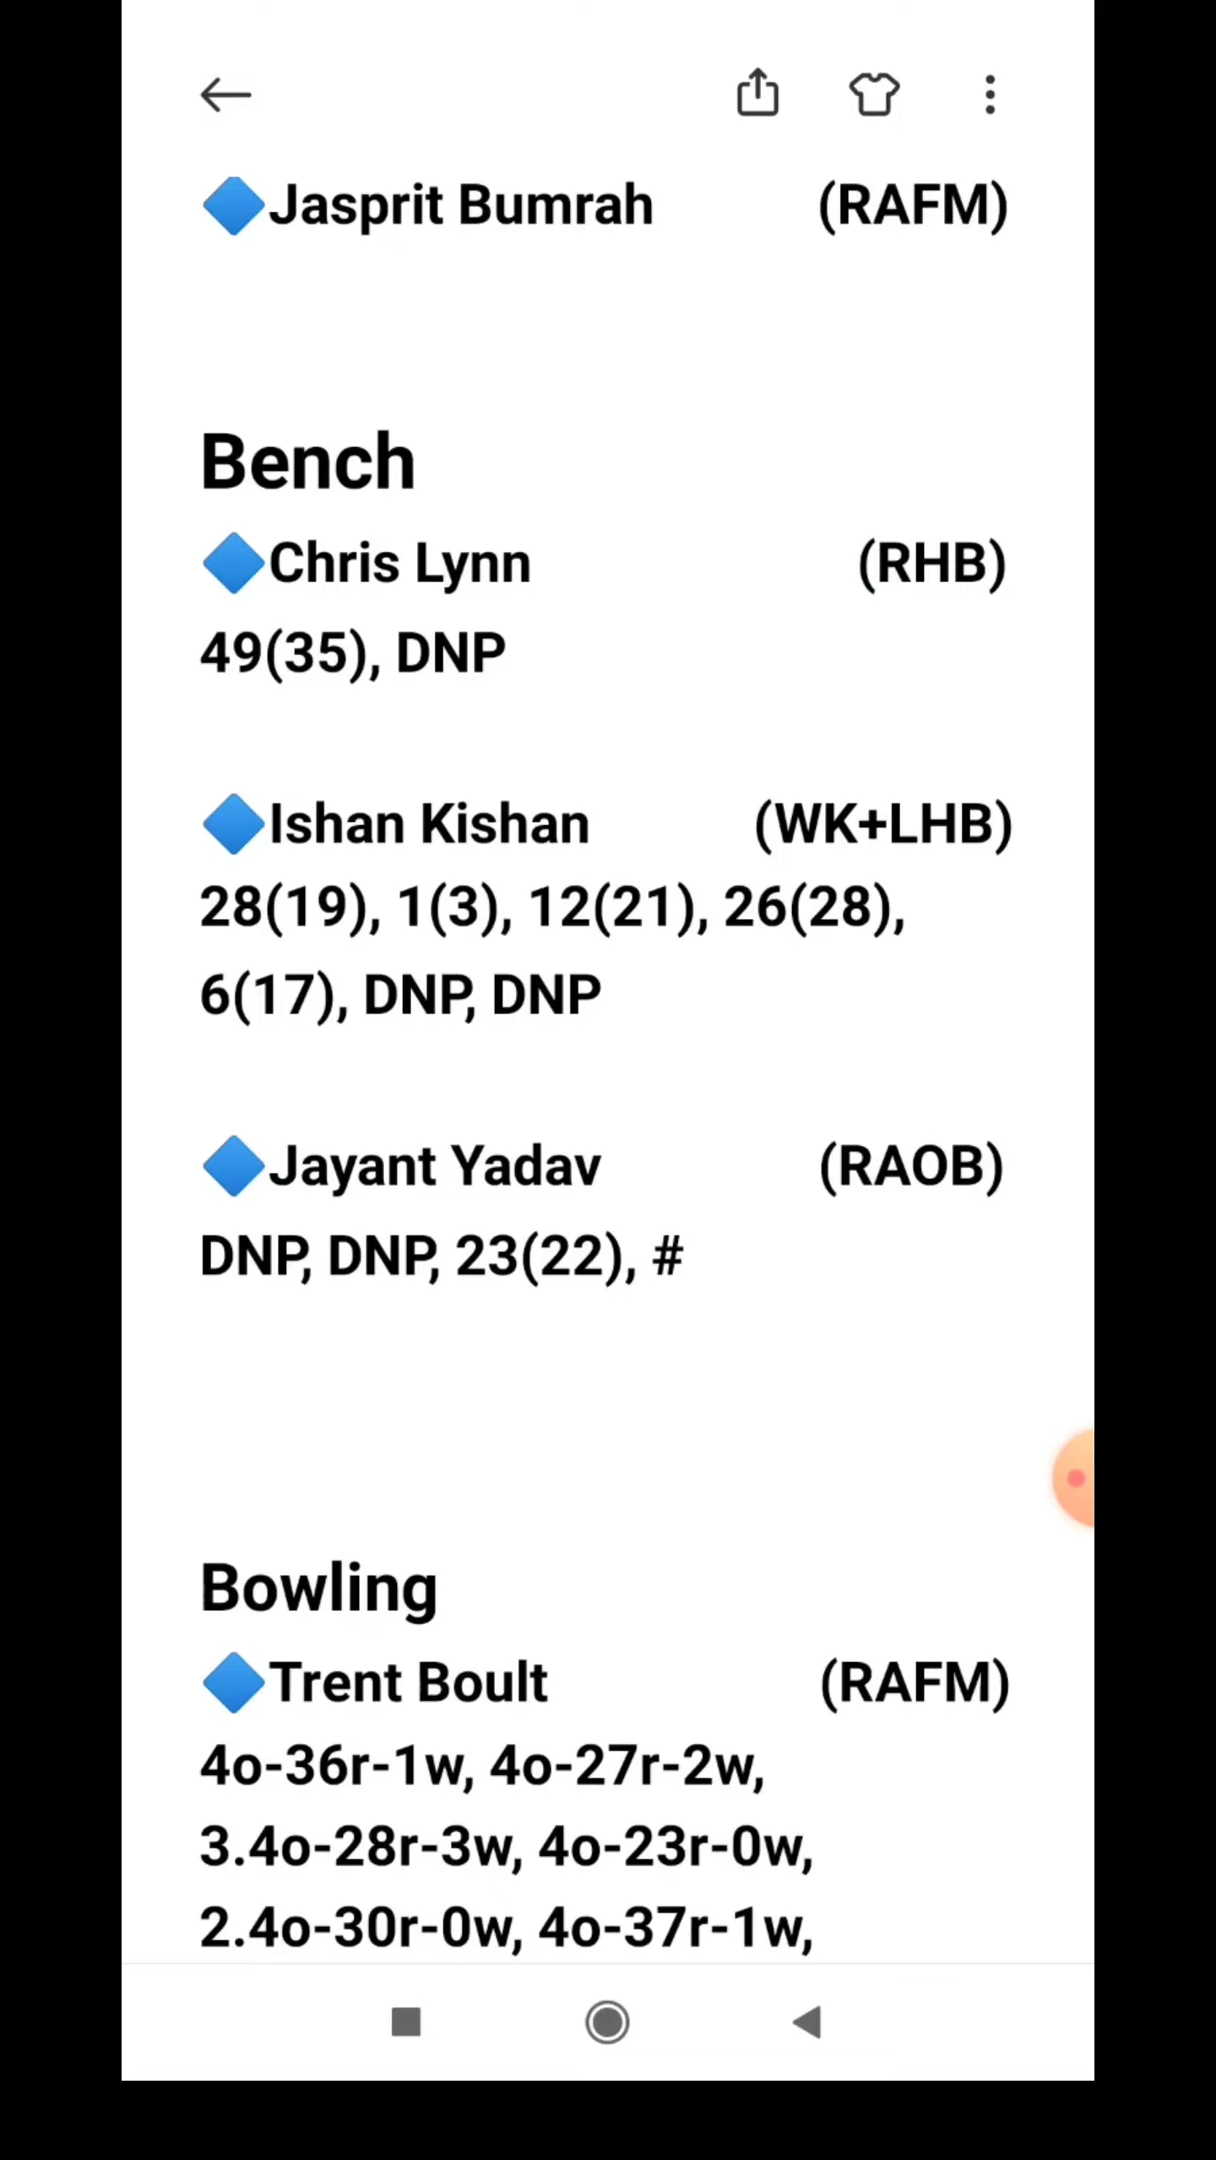 🔷Jasprit Bumrah (RAFM)
Bench
🔷Chris Lynn (RHB)
49(35), DNP
🔷Ishan Kishan (WK+LHB)
28(19), 1(3), 12(21), 26(28),
6(17), DNP, DNP
🔷Jayant Yadav (RAOB)
DNP, DNP, 23(22), #
Bowling
🔷Trent Boult (RAFM)
4o-36r-1w, 4o-27r-2w,
3.4o-28r-3w, 4o-23r-0w,
2.4o-30r-0w, 4o-37r-1w,